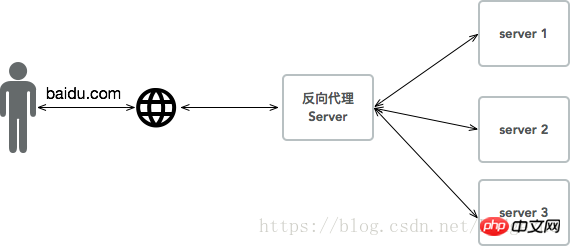 baidu.com
反向代理
Server
server 1
server 2
server 3
https://blog.csdn.net/
php 中文网